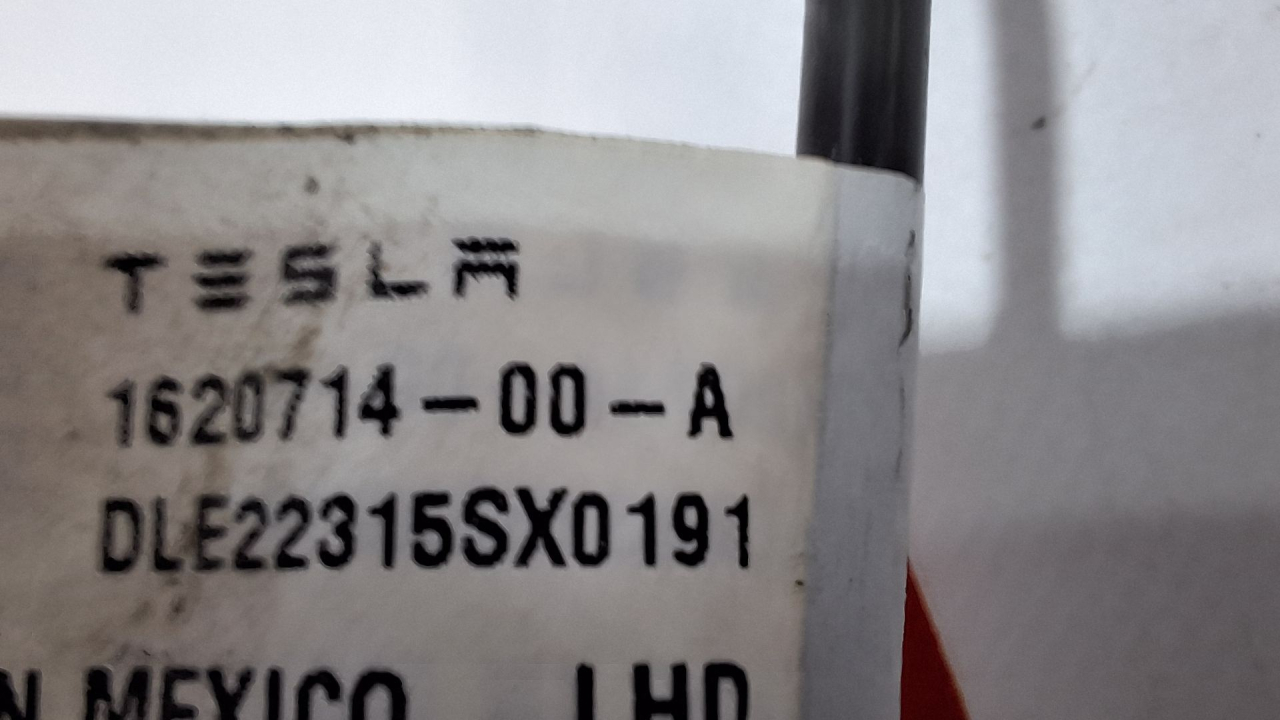 TESLA
1620714-00-A
DLE22315SX0191
N MEXICO LHD